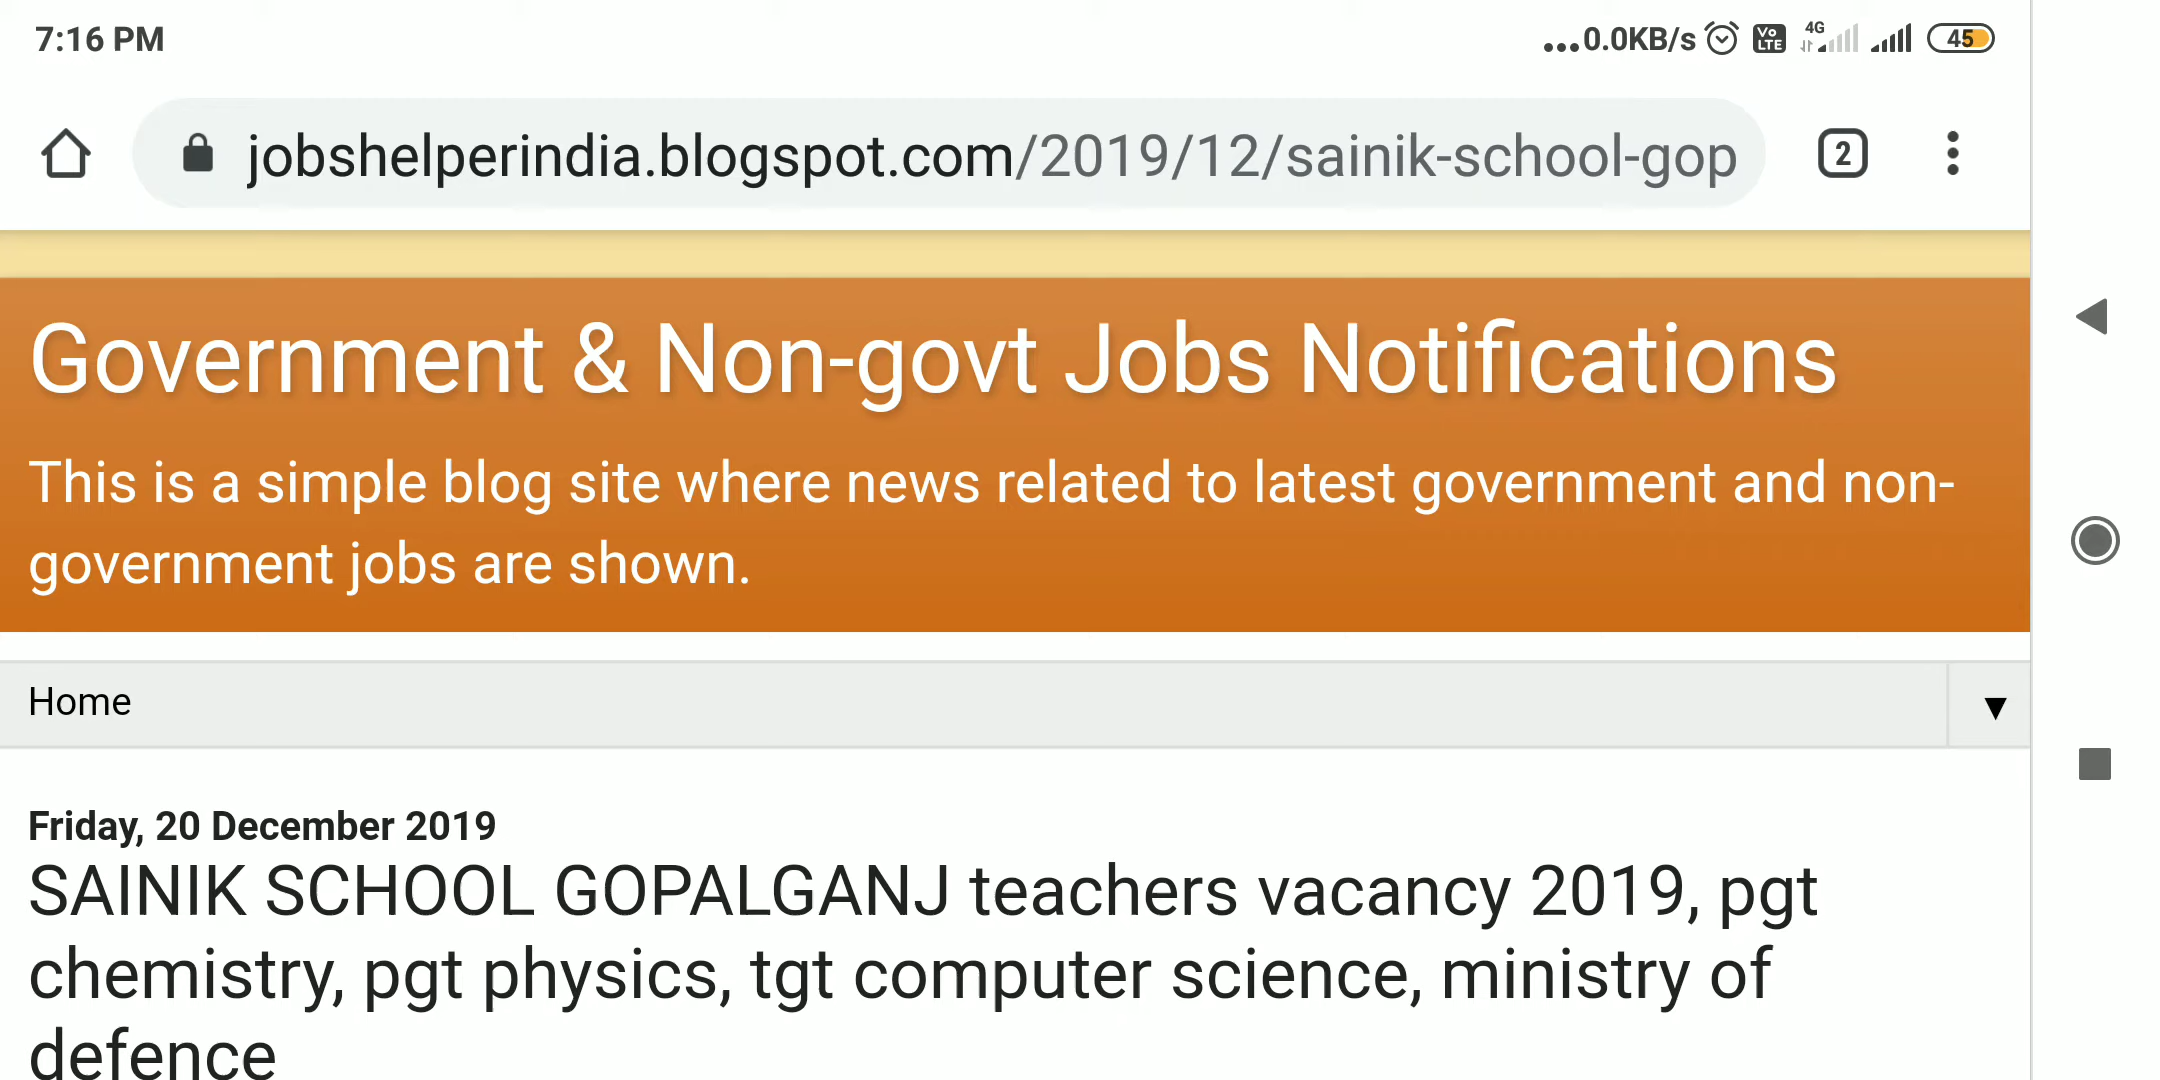 7:16 PM
...0.0KB/s Vo LTE 4G 45
jobshelperindia.blogspot.com/2019/12/sainik-school-gop
2
Government & Non-govt Jobs Notifications
This is a simple blog site where news related to latest government and non-
government jobs are shown.
Home
Friday, 20 December 2019
SAINIK SCHOOL GOPALGANJ teachers vacancy 2019, pgt
chemistry, pgt physics, tgt computer science, ministry of
defence